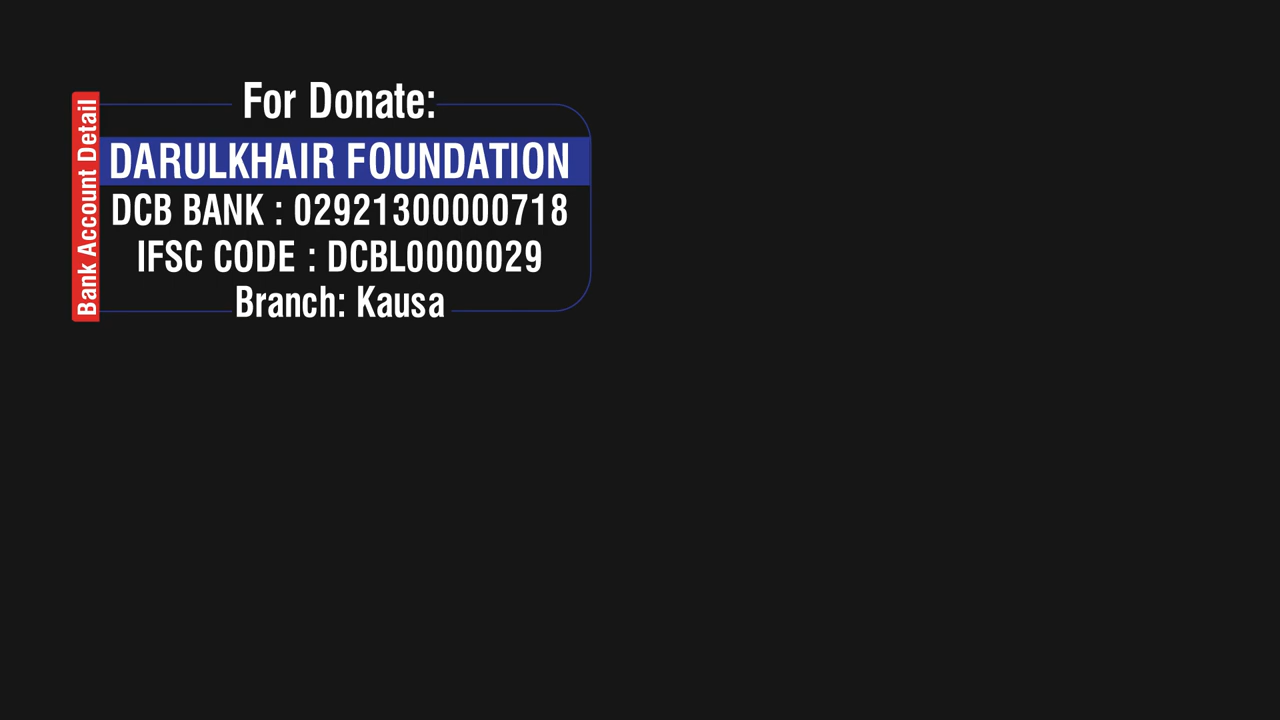 For Donate:
Bank Account Detail
DARULKHAIR FOUNDATION
DCB BANK : 02921300000718
IFSC CODE : DCBL0000029
Branch: Kausa